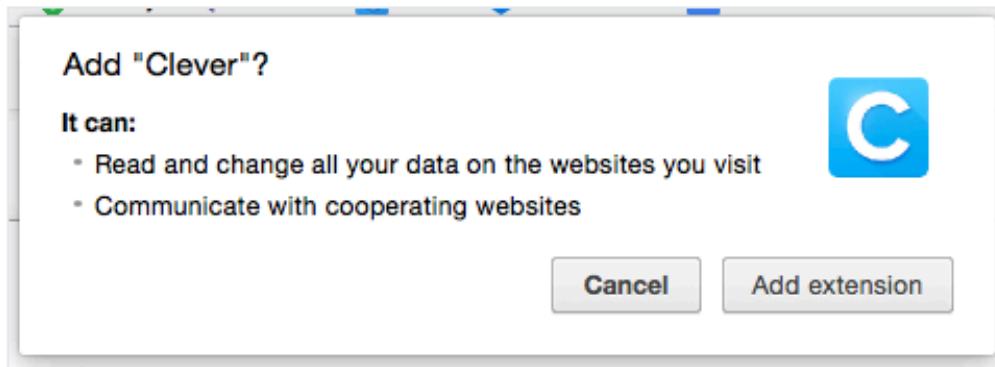 Add "Clever"?
It can:
Read and change all your data on the websites you visit
Communicate with cooperating websites
Cancel
Add extension
C